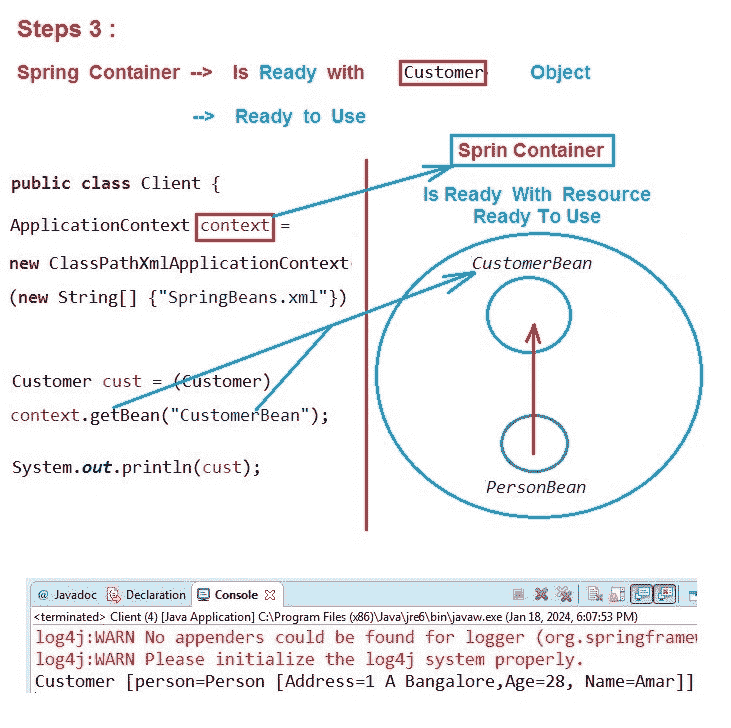 Steps 3 :
Spring Container --> Is Ready with Customer Object
--> Ready to Use
Sprin Container
public class Client {
Is Ready With Resource
Ready To Use
ApplicationContext context =
new ClassPathXmlApplicationContext(
(new String[] {"SpringBeans.xml"})
CustomerBean
Customer cust = (Customer)
context.getBean("CustomerBean");
System.out.println(cust);
PersonBean
@ Javadoc Declaration Console
<terminated> Client (4) [Java Application] C:\Program Files (x86)\Java\jre6\bin\javaw.exe (Jan 18, 2024, 6:07:53 PM)
log4j:WARN No appenders could be found for logger (org.springframew
log4j:WARN Please initialize the log4j system properly.
Customer [person=Person [Address=1 A Bangalore,Age=28, Name=Amar]]